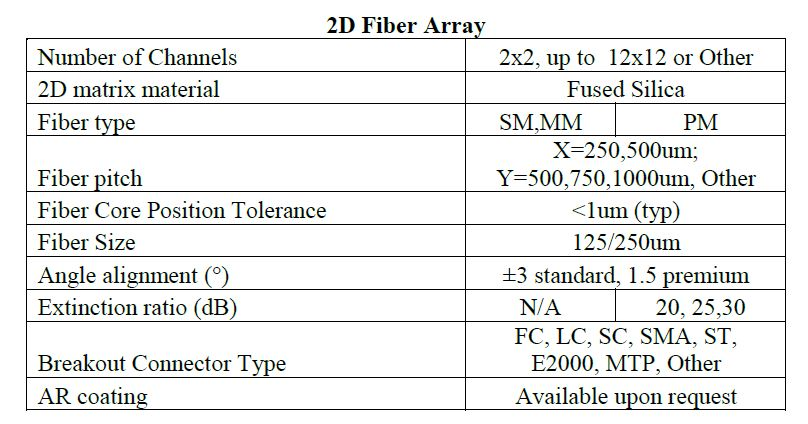 2D Fiber Array
Number of Channels 2x2, up to 12x12 or Other
2D matrix material Fused Silica
Fiber type SM,MM PM
X=250,500um;
Fiber pitch Y=500,750,1000um, Other
Fiber Core Position Tolerance <1um (typ)
Fiber Size 125/250um
Angle alignment (°) ±3 standard, 1.5 premium
Extinction ratio (dB) N/A 20, 25,30
FC, LC, SC, SMA, ST,
Breakout Connector Type E2000, MTP, Other
AR coating Available upon request